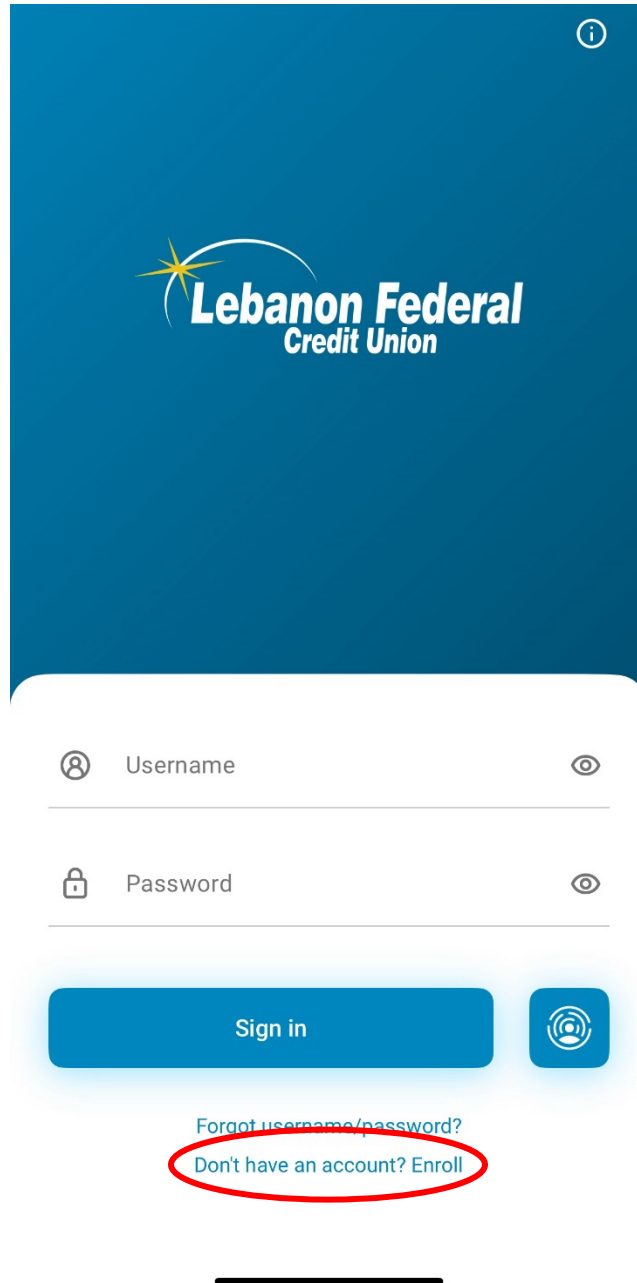 Lebanon Federal
Credit Union
Username
Password
Sign in
Forgot username/password?
Don't have an account? Enroll